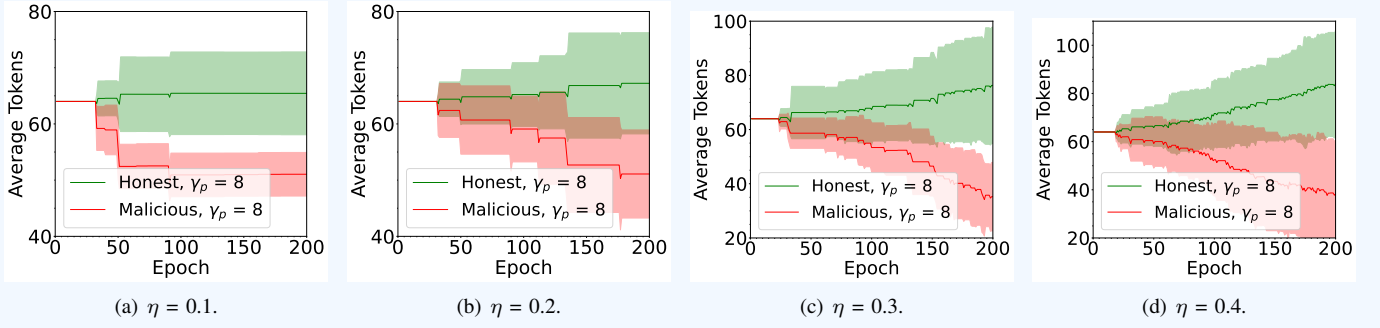 80
60
40
0 50 100 150 200
Average Tokens
Epoch
Honest, γp = 8
Malicious, γp = 8
(a) η = 0.1.
80
60
40
0 50 100 150 200
Average Tokens
Epoch
Honest, γp = 8
Malicious, γp = 8
(b) η = 0.2.
100
80
60
40
20
0 50 100 150 200
Average Tokens
Epoch
Honest, γp = 8
Malicious, γp = 8
(c) η = 0.3.
100
80
60
40
20
0 50 100 150 200
Average Tokens
Epoch
Honest, γp = 8
Malicious, γp = 8
(d) η = 0.4.